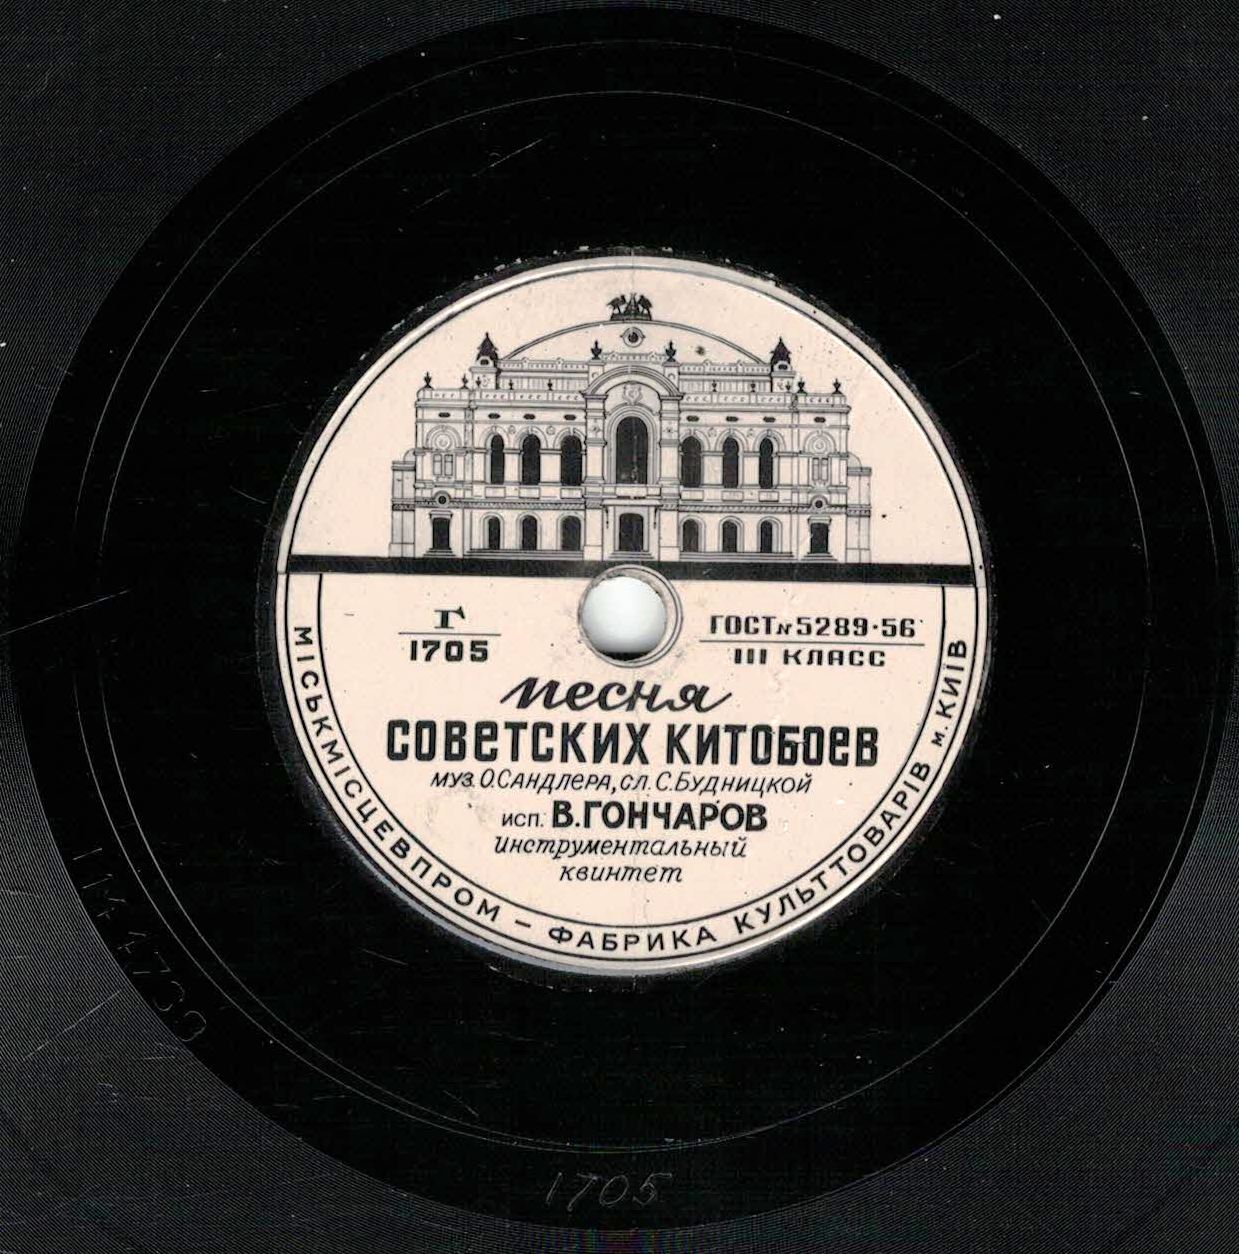 Г
1705
ГОСТ № 5289·56
III КЛАСС
песня
СОВЕТСКИХ КИТОБОЕВ
муз. О. Сандлера, сл. С. Будницкой
исп. В. ГОНЧАРОВ
инструментальный
квинтет
МІСЬКМІСЦЕВПРОМ – ФАБРИКА КУЛЬТТОВАРІВ м. КИЇВ
1705